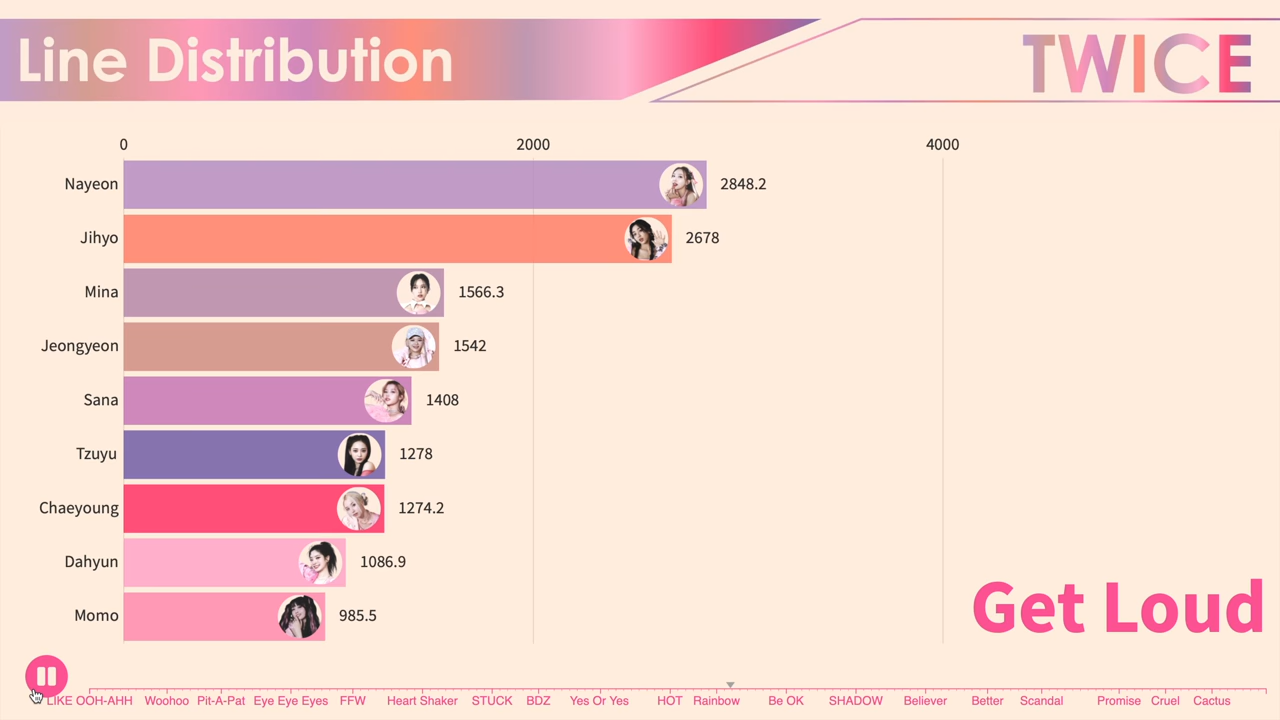 Line Distribution
TWICE
0 2000 4000
Nayeon 2848.2
Jihyo 2678
Mina 1566.3
Jeongyeon 1542
Sana 1408
Tzuyu 1278
Chaeyoung 1274.2
Dahyun 1086.9
Momo 985.5
Get Loud
LIKE OOH-AHH Woohoo Pit-A-Pat Eye Eye Eyes FFW Heart Shaker STUCK BDZ Yes Or Yes HOT Rainbow Be OK SHADOW Believer Better Scandal Promise Cruel Cactus